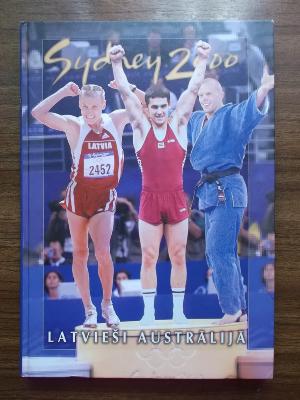 Sydney 2000
LATVIA
2452
LATVIEŠI AUSTRĀLIJĀ